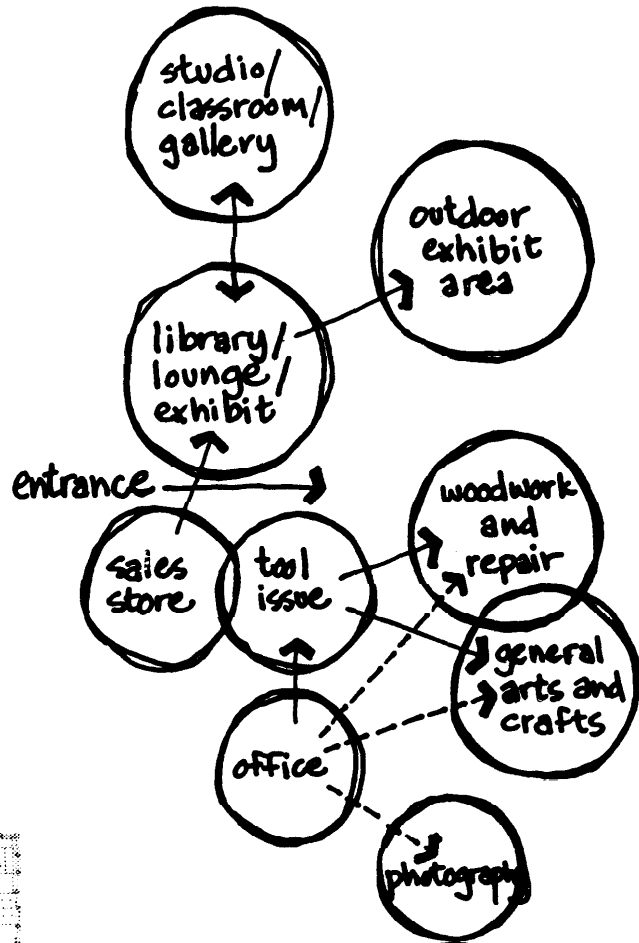 studio/
classroom/
gallery
outdoor
exhibit
area
library/
lounge/
exhibit
entrance
woodwork
and
repair
sales
store
tool
issue
general
arts and
crafts
office
photography